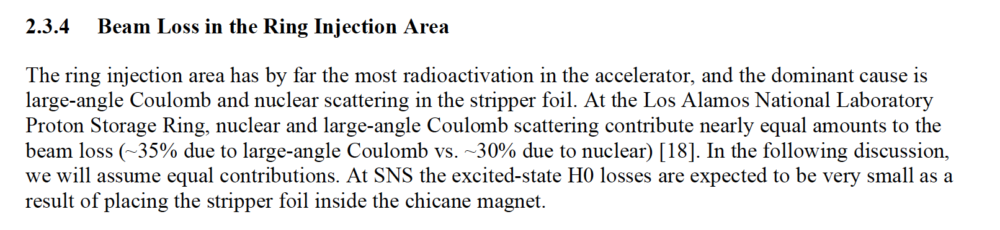 2.3.4 Beam Loss in the Ring Injection Area
The ring injection area has by far the most radioactivation in the accelerator, and the dominant cause is
large-angle Coulomb and nuclear scattering in the stripper foil. At the Los Alamos National Laboratory
Proton Storage Ring, nuclear and large-angle Coulomb scattering contribute nearly equal amounts to the
beam loss (~35% due to large-angle Coulomb vs. ~30% due to nuclear) [18]. In the following discussion,
we will assume equal contributions. At SNS the excited-state H0 losses are expected to be very small as a
result of placing the stripper foil inside the chicane magnet.